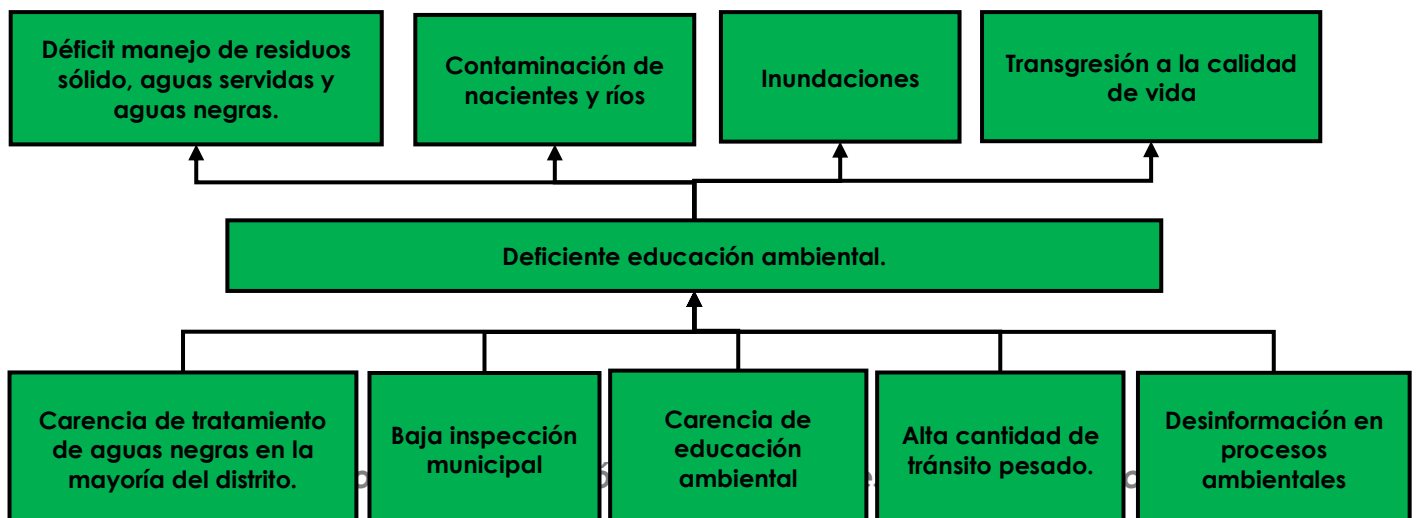 Déficit manejo de residuos
sólido, aguas servidas y
aguas negras.
Contaminación de
nacientes y ríos
Inundaciones
Transgresión a la calidad
de vida
Deficiente educación ambiental.
Carencia de tratamiento
de aguas negras en la
mayoría del distrito.
Baja inspección
municipal
Carencia de
educación
ambiental
Alta cantidad de
tránsito pesado.
Desinformación en
procesos
ambientales